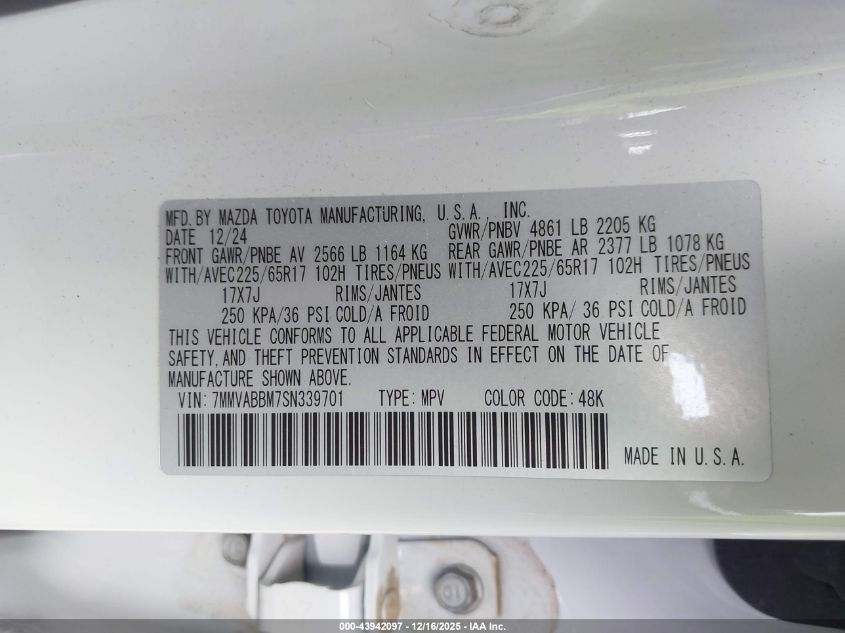 MFD. BY MAZDA TOYOTA MANUFACTURING, U.S.A., INC.
DATE 12/24 GVWR/PNBV 4861 LB 2205 KG
FRONT GAWR/PNBE AV 2566 LB 1164 KG REAR GAWR/PNBE AR 2377 LB 1078 KG
WITH/AVEC225/65R17 102H TIRES/PNEUS WITH/AVEC225/65R17 102H TIRES/PNEUS
17X7J RIMS/JANTES 17X7J RIMS/JANTES
250 KPA/36 PSI COLD/A FROID 250 KPA/ 36 PSI COLD/A FROID
THIS VEHICLE CONFORMS TO ALL APPLICABLE FEDERAL MOTOR VEHICLE
SAFETY, AND THEFT PREVENTION STANDARDS IN EFFECT ON THE DATE OF
MANUFACTURE SHOWN ABOVE.
VIN: 7MMVABBM7SN339701 TYPE: MPV COLOR CODE: 48K
MADE IN U.S.A.
000-43942097 - 12/16/2025 - IAA Inc.